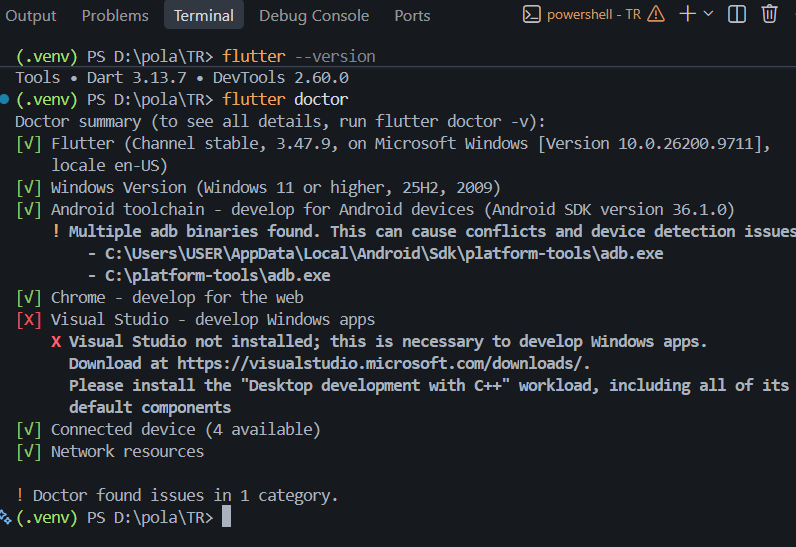 Output Problems Terminal Debug Console Ports powershell - TR
(.venv) PS D:\pola\TR> flutter --version
Tools • Dart 3.13.7 • DevTools 2.60.0
(.venv) PS D:\pola\TR> flutter doctor
Doctor summary (to see all details, run flutter doctor -v):
[√] Flutter (Channel stable, 3.47.9, on Microsoft Windows [Version 10.0.26200.9711],
locale en-US)
[√] Windows Version (Windows 11 or higher, 25H2, 2009)
[√] Android toolchain - develop for Android devices (Android SDK version 36.1.0)
! Multiple adb binaries found. This can cause conflicts and device detection issues
- C:\Users\USER\AppData\Local\Android\Sdk\platform-tools\adb.exe
- C:\platform-tools\adb.exe
[√] Chrome - develop for the web
[X] Visual Studio - develop Windows apps
X Visual Studio not installed; this is necessary to develop Windows apps.
Download at https://visualstudio.microsoft.com/downloads/.
Please install the "Desktop development with C++" workload, including all of its
default components
[√] Connected device (4 available)
[√] Network resources
! Doctor found issues in 1 category.
(.venv) PS D:\pola\TR>